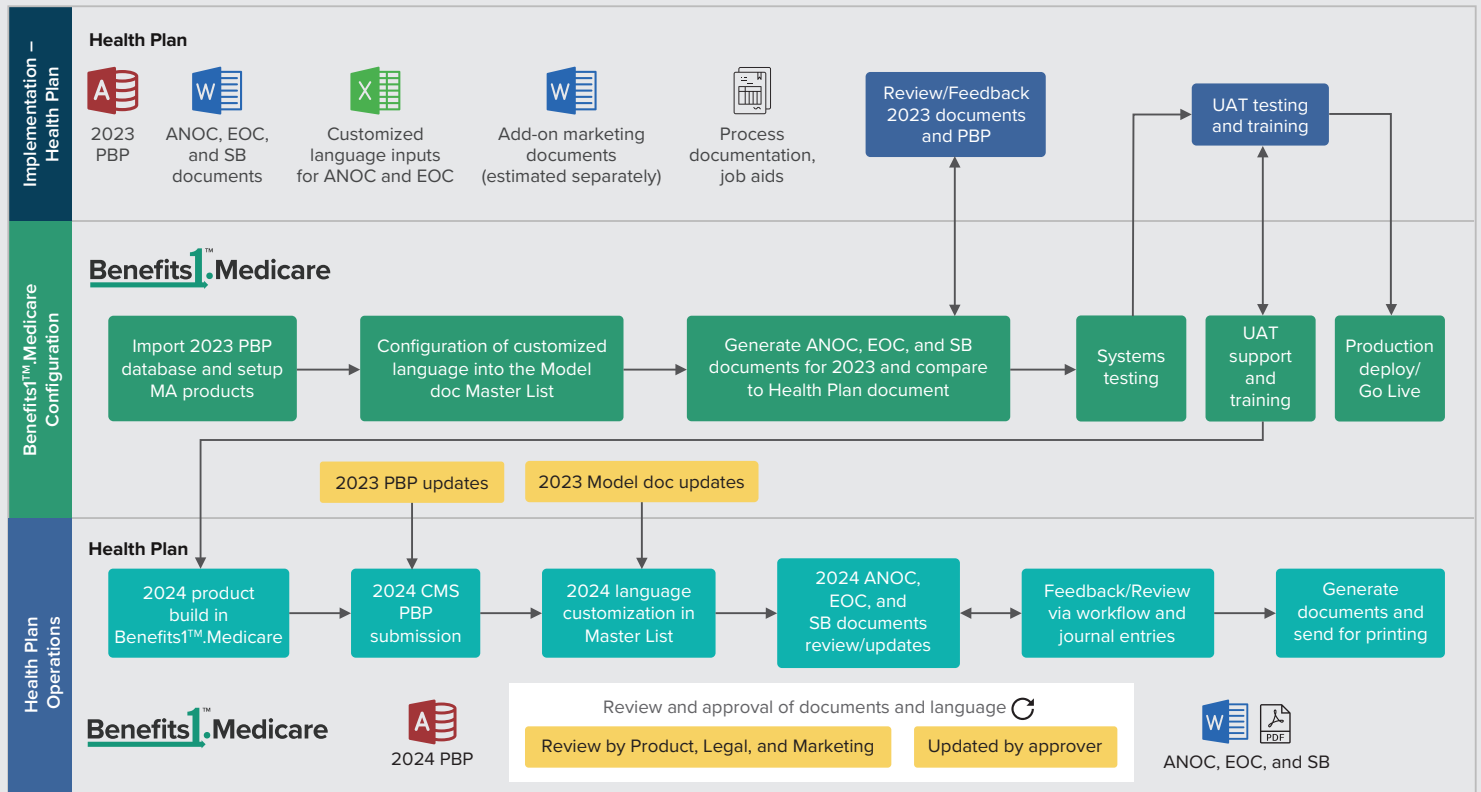 Implementation –
Health Plan
Health Plan
A
2023
PBP
W
ANOC, EOC,
and SB
documents
X
Customized
language inputs
for ANOC and EOC
W
Add-on marketing
documents
(estimated separately)
Process
documentation,
job aids
Review/Feedback
2023 documents
and PBP
UAT testing
and training
Benefits1™.Medicare
Configuration
Benefits1™.Medicare
Import 2023 PBP
database and setup
MA products
Configuration of customized
language into the Model
doc Master List
Generate ANOC, EOC, and SB
documents for 2023 and compare
to Health Plan document
Systems
testing
UAT
support
and
training
Production
deploy/
Go Live
2023 PBP updates
2023 Model doc updates
Health Plan
Operations
Health Plan
2024 product
build in
Benefits1™.Medicare
2024 CMS
PBP
submission
2024 language
customization in
Master List
2024 ANOC,
EOC, and
SB documents
review/updates
Feedback/Review
via workflow and
journal entries
Generate
documents and
send for printing
Benefits1™.Medicare
A
2024 PBP
Review and approval of documents and language
Review by Product, Legal, and Marketing
Updated by approver
W
PDF
ANOC, EOC, and SB